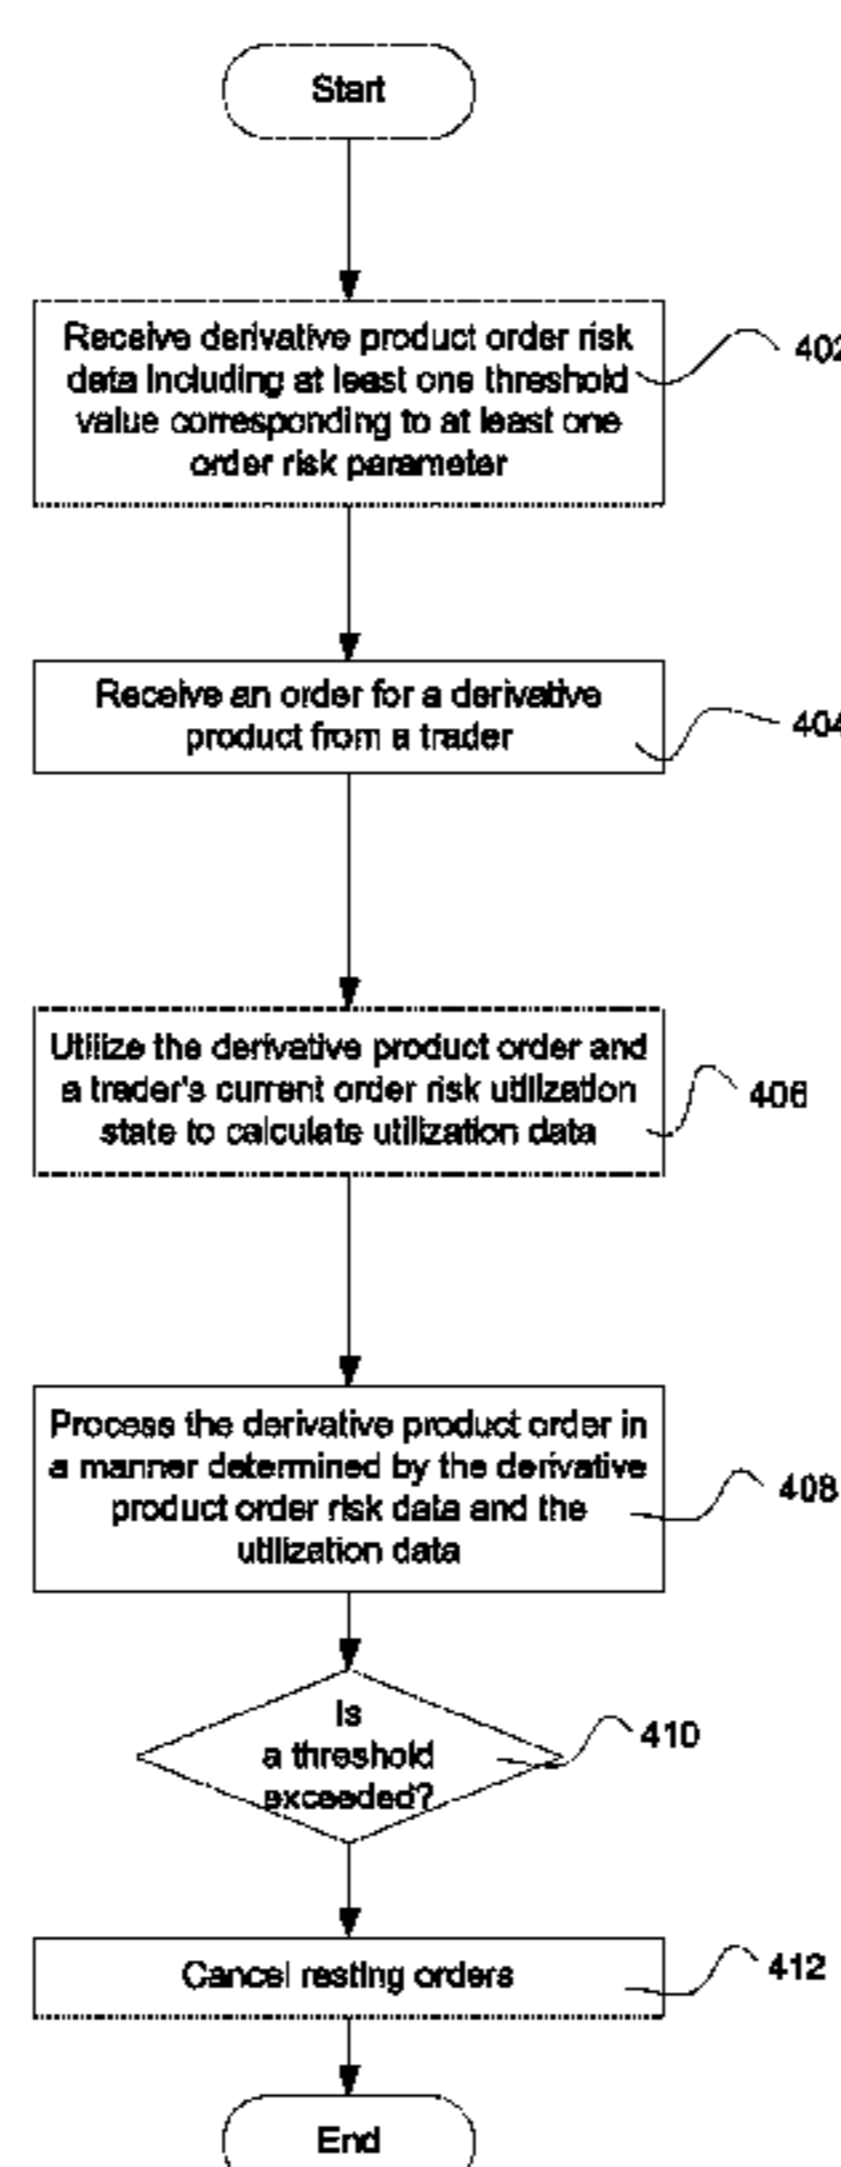 Start
Receive derivative product order risk
data including at least one threshold
value corresponding to at least one
order risk parameter
402
Receive an order for a derivative
product from a trader
404
Utilize the derivative product order and
a trader's current order risk utilization
state to calculate utilization data
406
Process the derivative product order in
a manner determined by the derivative
product order risk data and the
utilization data
408
Is
a threshold
exceeded?
410
Cancel resting orders
412
End